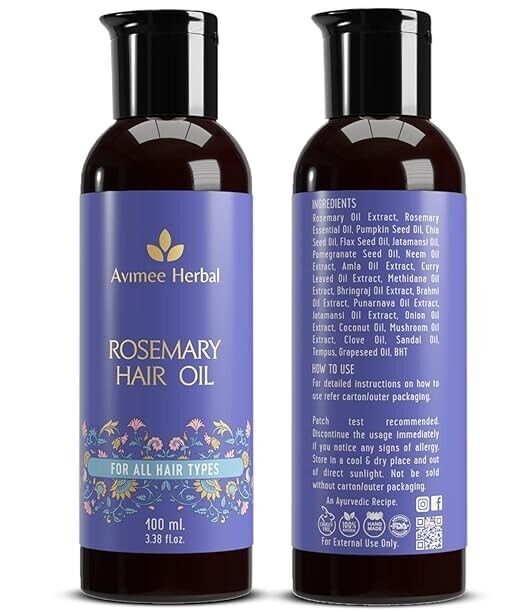 Avimee Herbal
ROSEMARY
HAIR OIL
FOR ALL HAIR TYPES
100 ml.
3.38 fl.oz.
INGREDIENTS
Rosemary Oil Extract, Rosemary
Essential Oil, Pumpkin Seed Oil, Chia
Seed Oil, Flax Seed Oil, Jatamansi Oil,
Pomegranate Seed Oil, Neem Oil
Extract, Amla Oil Extract, Curry
Leaved Oil Extract, Methidana Oil
Extract, Bhringraj Oil Extract, Brahmi
Oil Extract, Punarnava Oil Extract,
Jatamansi Oil Extract, Onion Oil
Extract, Coconut Oil, Mushroom Oil
Extract, Clove Oil, Sandal Oil,
Tempus, Grapeseed Oil, BHT
HOW TO USE
For detailed instructions on how to
use refer carton/outer packaging.
Patch test recommended.
Discontinue the usage immediately
if you notice any signs of allergy.
Store in a cool & dry place and out
of direct sunlight. Not be sold
without carton/outer packaging.
An Ayurvedic Recipe.
100%
HAND
MADE
FDA
For External Use Only.